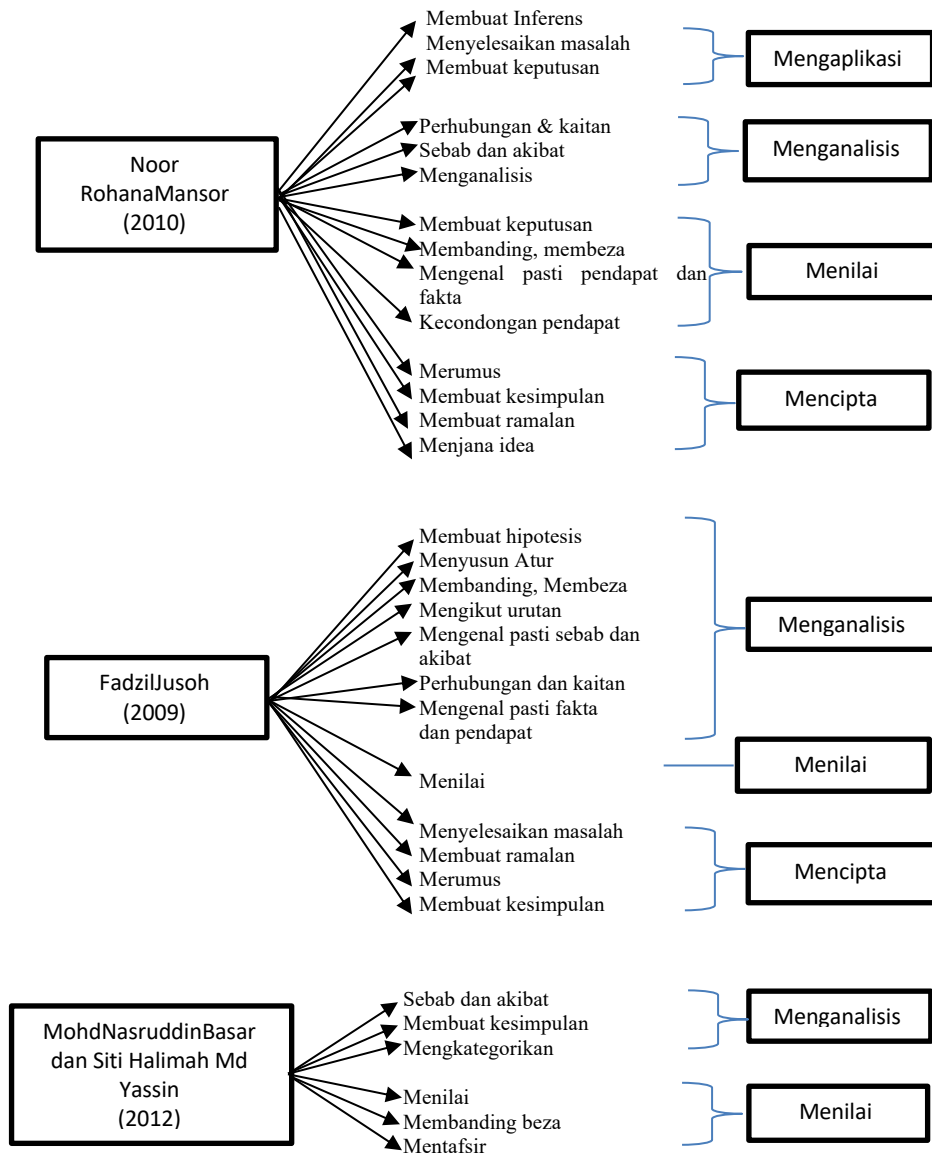 Membuat Inferens
Menyelesaikan masalah
Membuat keputusan
Mengaplikasi
Noor
RohanaMansor
(2010)
Perhubungan & kaitan
Sebab dan akibat
Menganalisis
Menganalisis
Membuat keputusan
Membanding, membeza
Mengenal pasti pendapat dan
fakta
Kecondongan pendapat
Menilai
Merumus
Membuat kesimpulan
Membuat ramalan
Menjana idea
Mencipta
FadzilJusoh
(2009)
Membuat hipotesis
Menyusun Atur
Membanding, Membeza
Mengikut urutan
Mengenal pasti sebab dan
akibat
Perhubungan dan kaitan
Mengenal pasti fakta
dan pendapat
Menganalisis
Menilai
Menilai
Menyelesaikan masalah
Membuat ramalan
Merumus
Membuat kesimpulan
Mencipta
MohdNasruddinBasar
dan Siti Halimah Md
Yassin
(2012)
Sebab dan akibat
Membuat kesimpulan
Mengkategorikan
Menganalisis
Menilai
Membanding beza
Mentafsir
Menilai